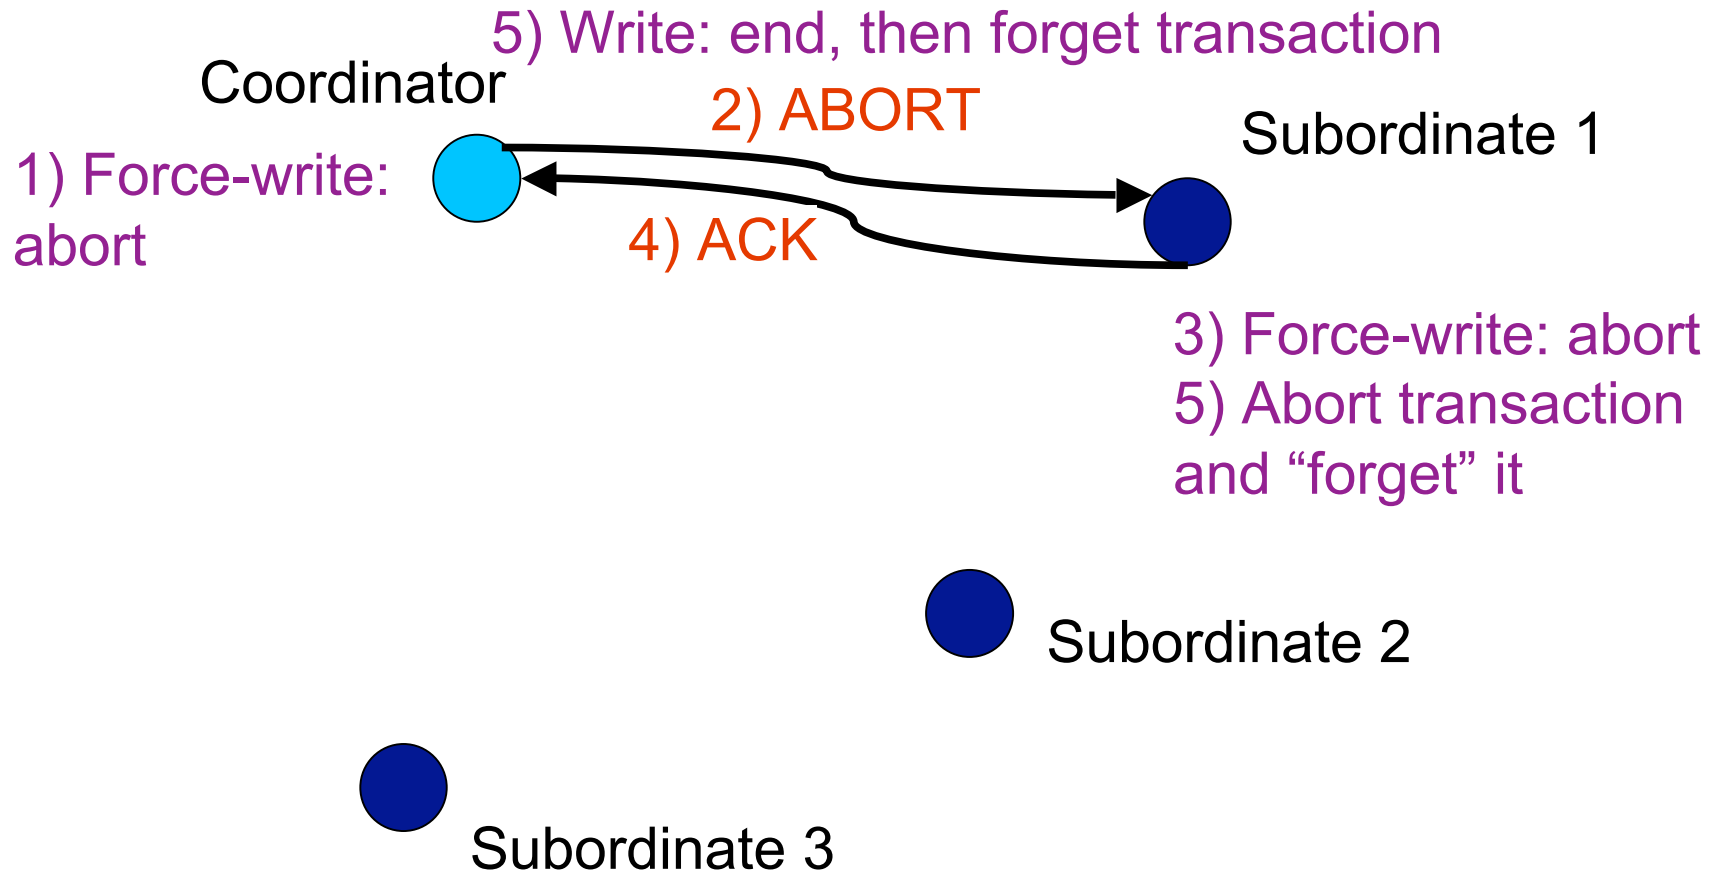 5) Write: end, then forget transaction
Coordinator
2) ABORT
Subordinate 1
1) Force-write:
abort
4) ACK
3) Force-write: abort
5) Abort transaction
and “forget” it
Subordinate 2
Subordinate 3